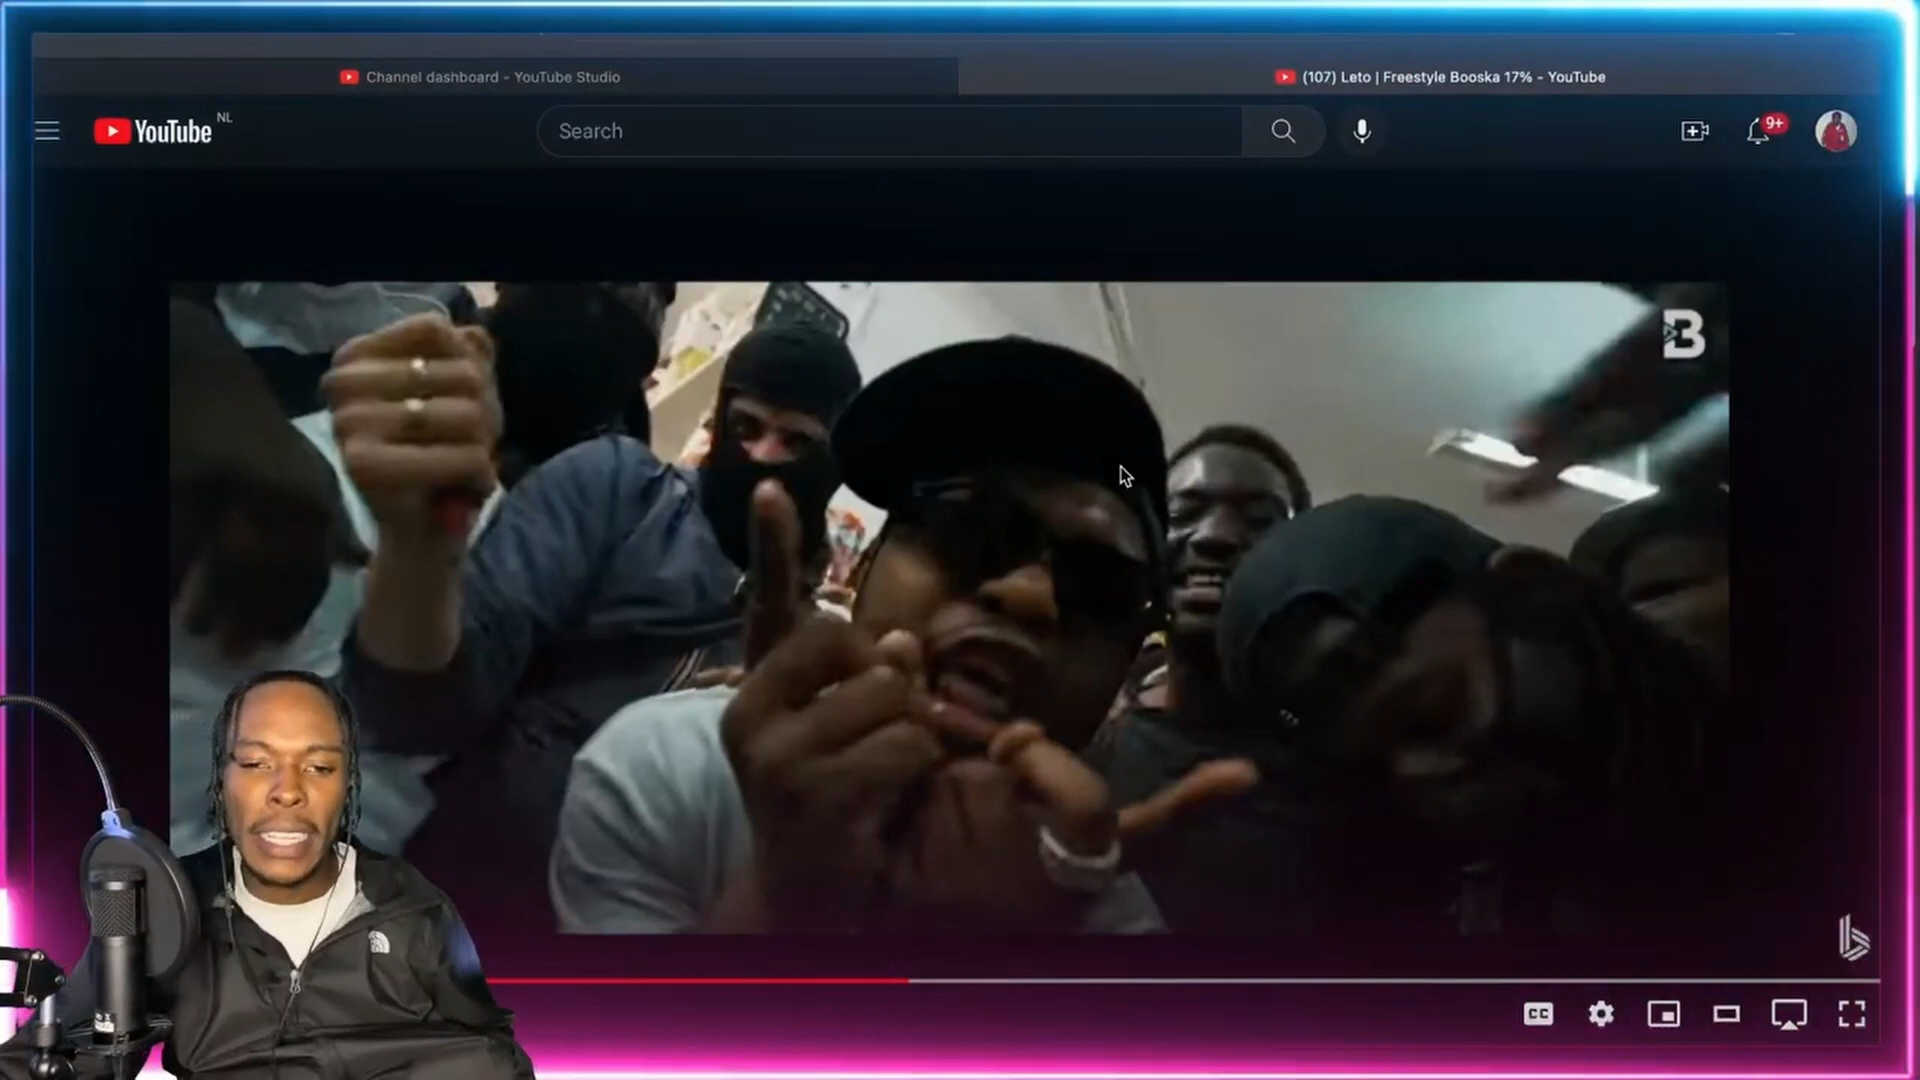 Channel dashboard - YouTube Studio
(107) Leto | Freestyle Booska 17% - YouTube
YouTube NL
Search
9+
B
CC